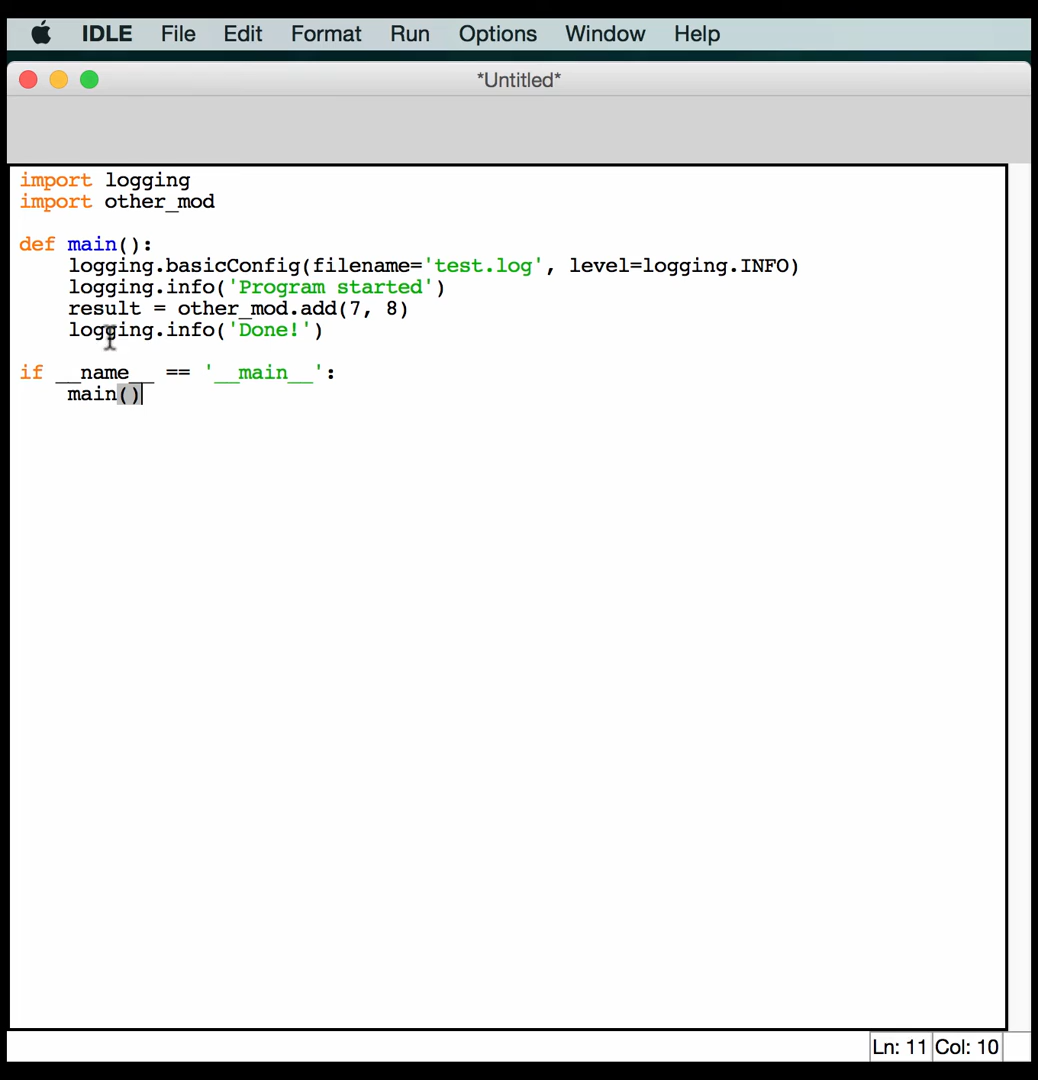 IDLE File Edit Format Run Options Window Help
*Untitled*
import logging
import other_mod
def main():
    logging.basicConfig(filename='test.log', level=logging.INFO)
    logging.info('Program started')
    result = other_mod.add(7, 8)
    logging.info('Done!')
if __name__ == '__main__':
    main()
Ln: 11 Col: 10